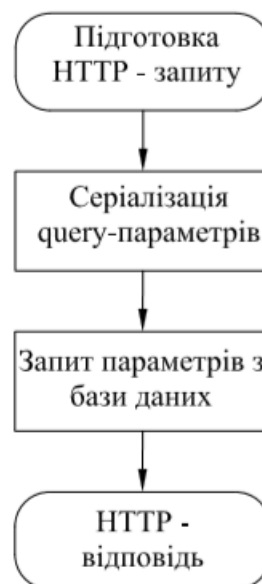 Підготовка
HTTP - запиту
Серіалізація
query-параметрів
Запит параметрів з
бази даних
HTTP -
відповідь